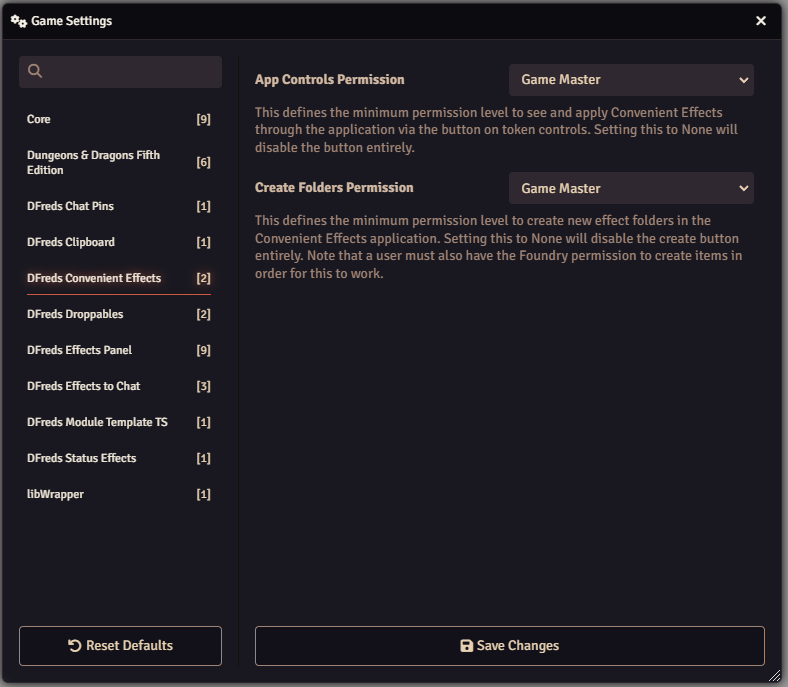 Game Settings
Core [9]
Dungeons & Dragons Fifth
Edition [6]
DFreds Chat Pins [1]
DFreds Clipboard [1]
DFreds Convenient Effects [2]
DFreds Droppables [2]
DFreds Effects Panel [9]
DFreds Effects to Chat [3]
DFreds Module Template TS [1]
DFreds Status Effects [1]
libWrapper [1]
Reset Defaults
App Controls Permission Game Master
This defines the minimum permission level to see and apply Convenient Effects
through the application via the button on token controls. Setting this to None will
disable the button entirely.
Create Folders Permission Game Master
This defines the minimum permission level to create new effect folders in the
Convenient Effects application. Setting this to None will disable the create button
entirely. Note that a user must also have the Foundry permission to create items in
order for this to work.
Save Changes